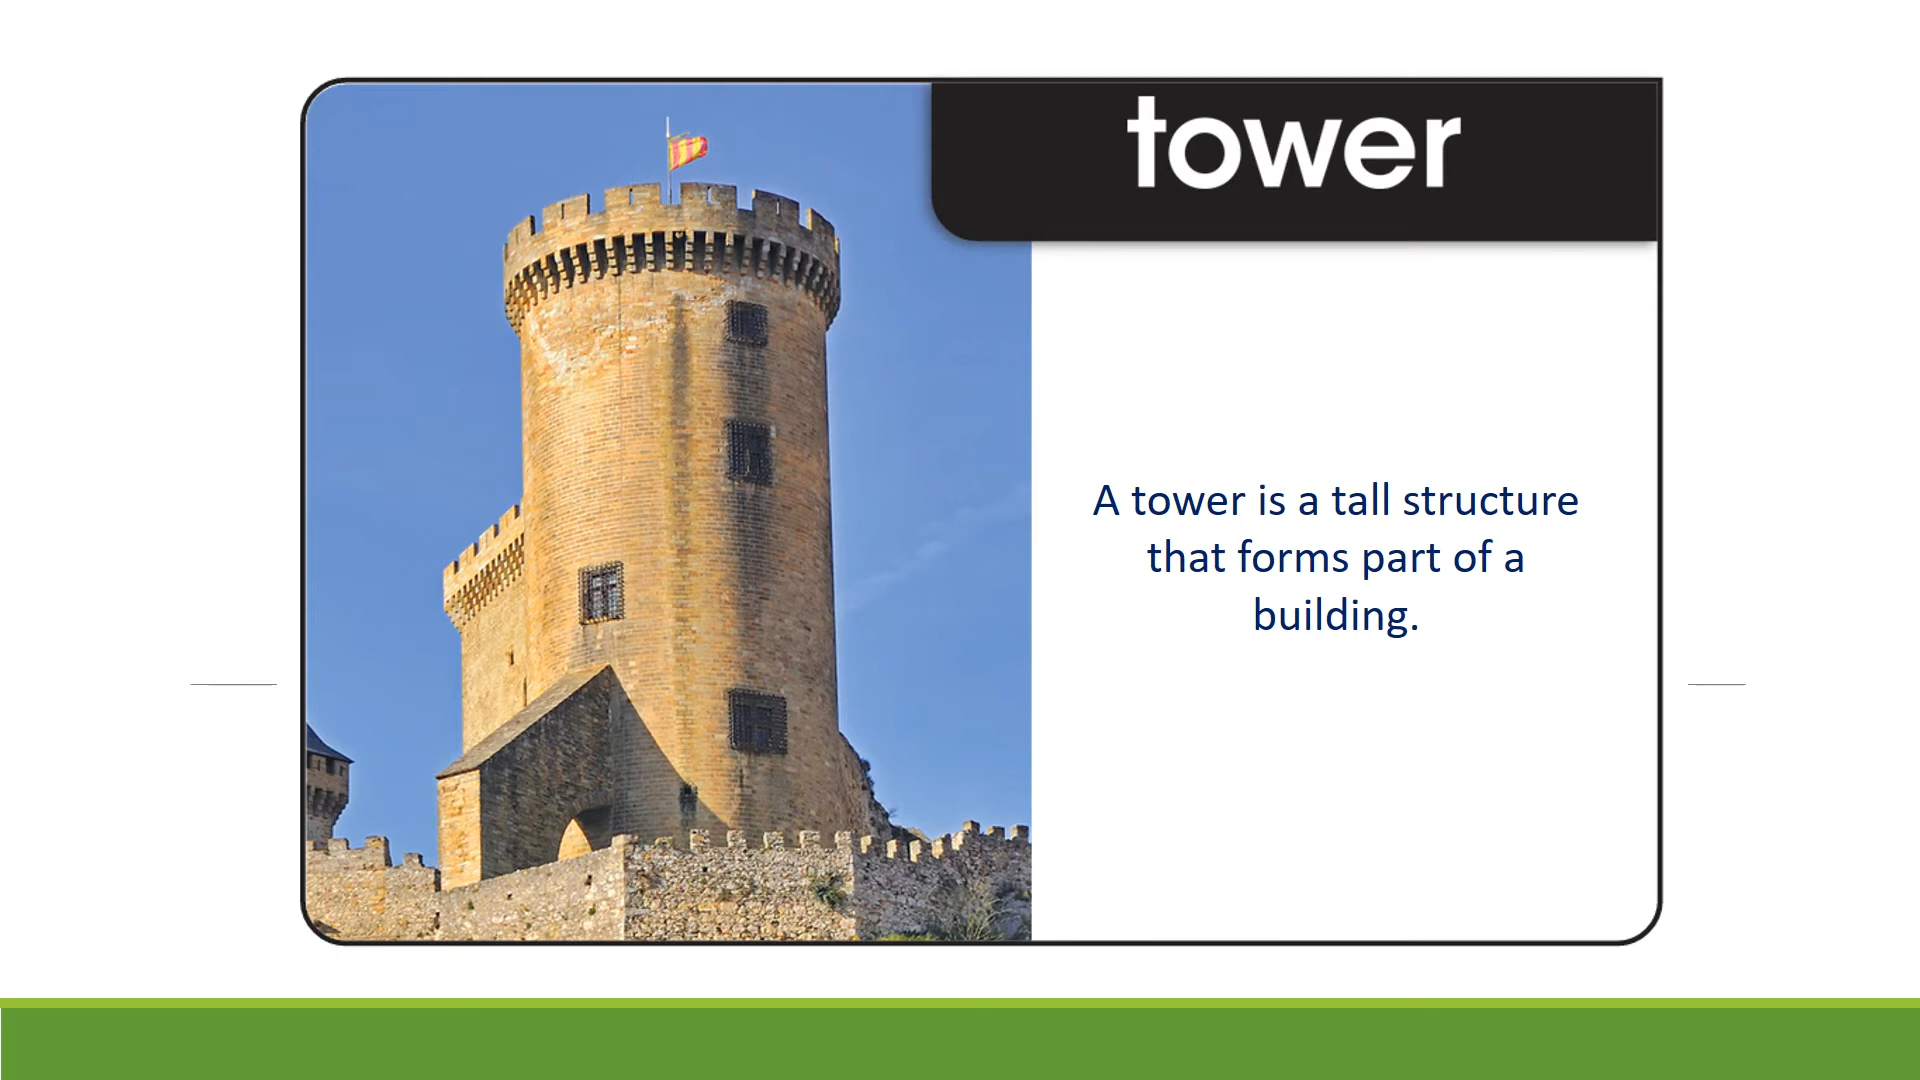 tower
A tower is a tall structure
that forms part of a
building.